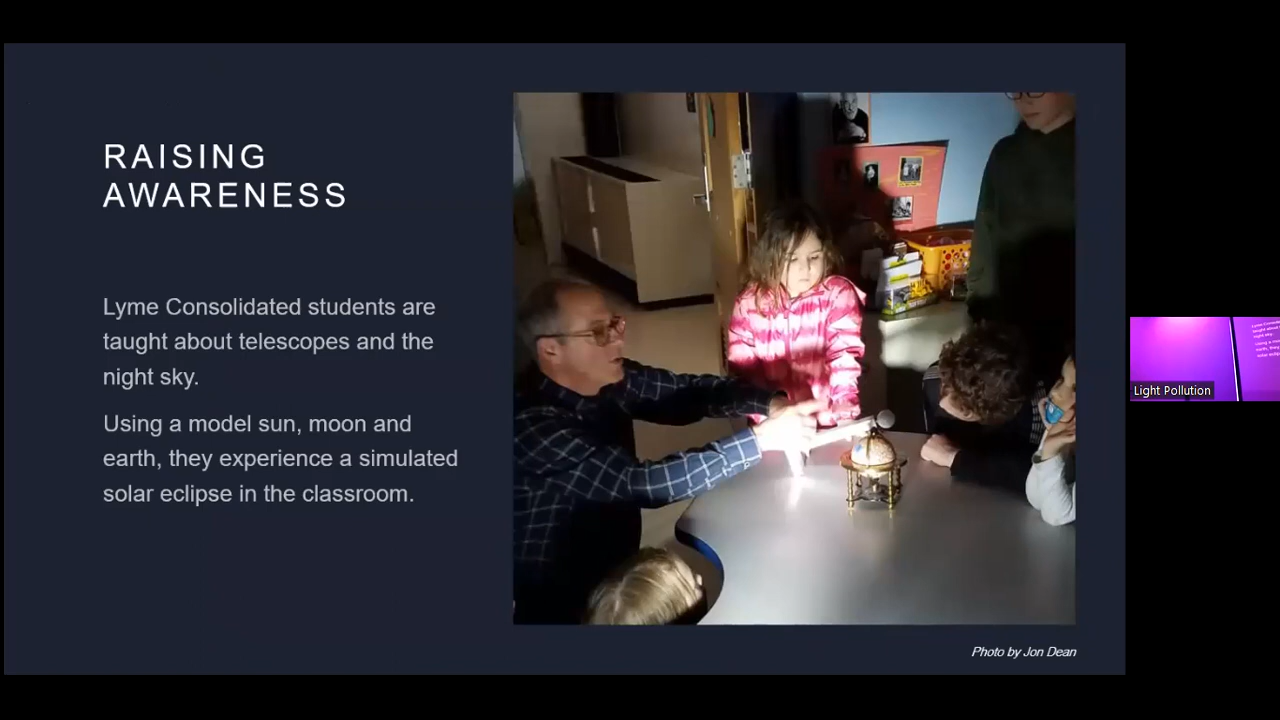 RAISING
AWARENESS
Lyme Consolidated students are
taught about telescopes and the
night sky.
Using a model sun, moon and
earth, they experience a simulated
solar eclipse in the classroom.
Photo by Jon Dean
Light Pollution